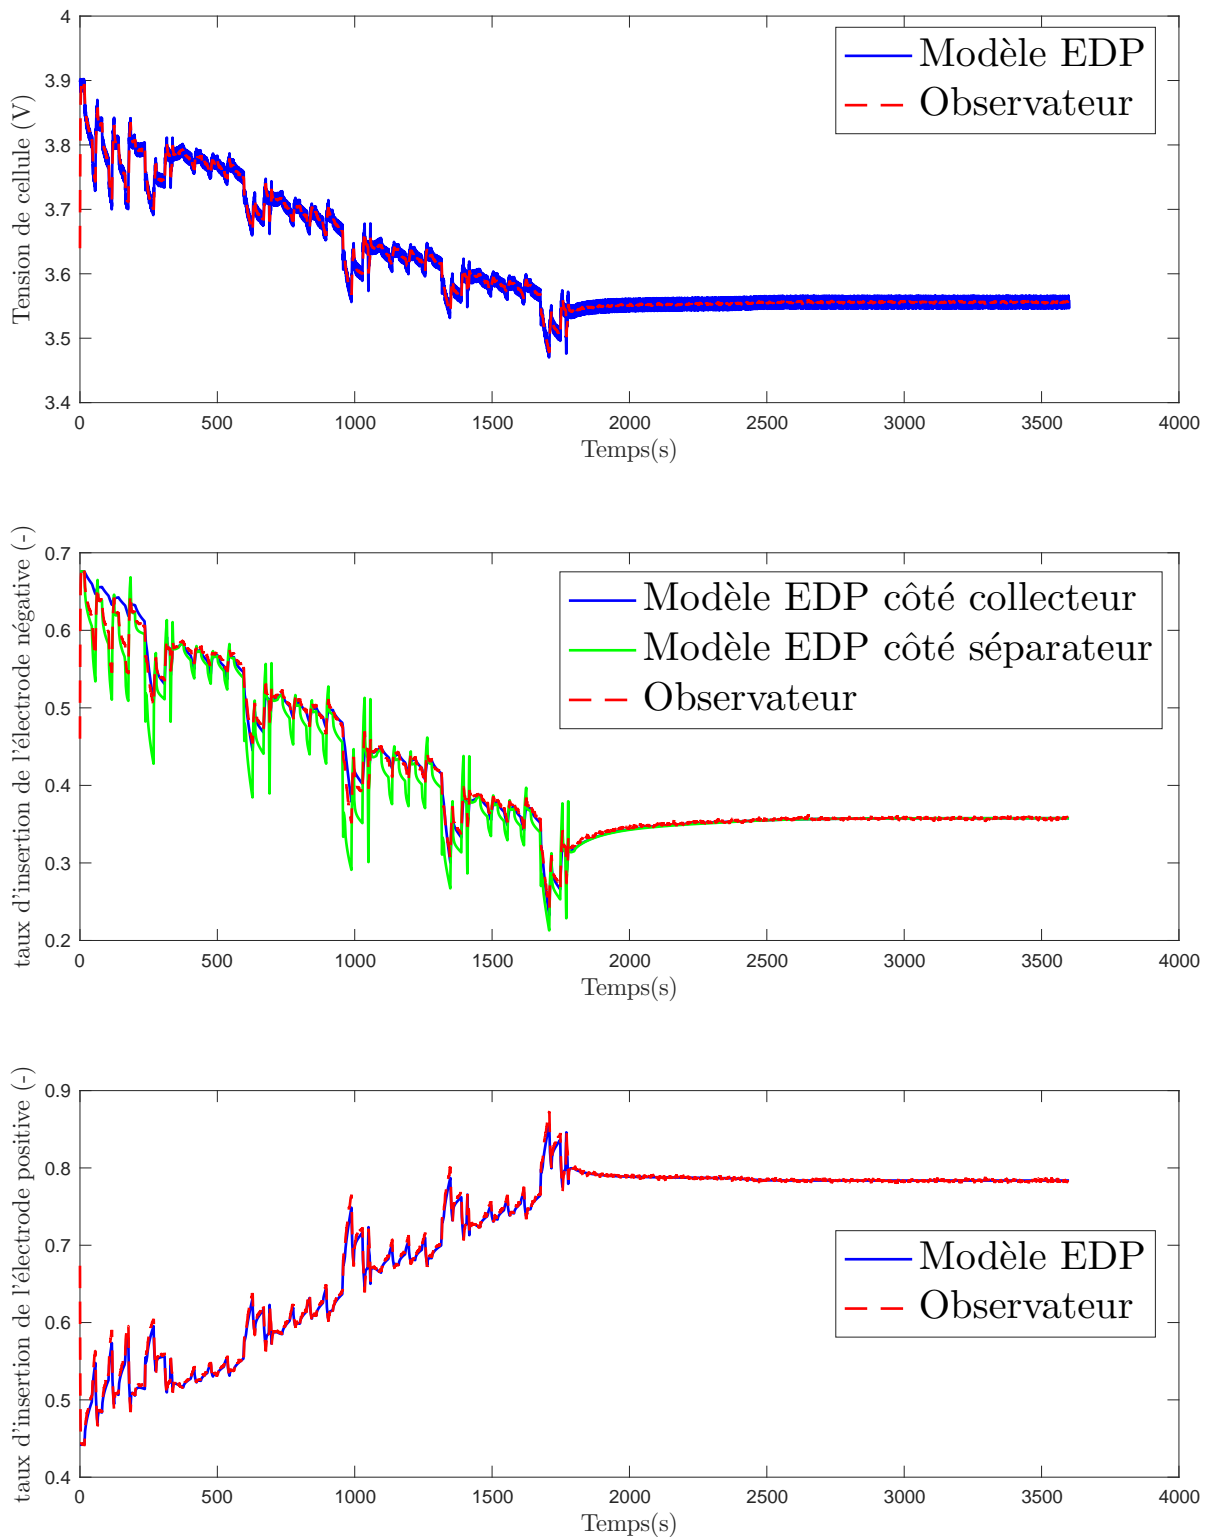 4
3.9
3.8
3.7
3.6
3.5
3.4
Tension de cellule (V)
Modèle EDP
Observateur
0 500 1000 1500 2000 2500 3000 3500 4000
Temps(s)
0.7
0.6
0.5
0.4
0.3
0.2
taux d'insertion de l'électrode négative (-)
Modèle EDP côté collecteur
Modèle EDP côté séparateur
Observateur
0 500 1000 1500 2000 2500 3000 3500 4000
Temps(s)
0.9
0.8
0.7
0.6
0.5
0.4
taux d'insertion de l'électrode positive (-)
Modèle EDP
Observateur
0 500 1000 1500 2000 2500 3000 3500 4000
Temps(s)